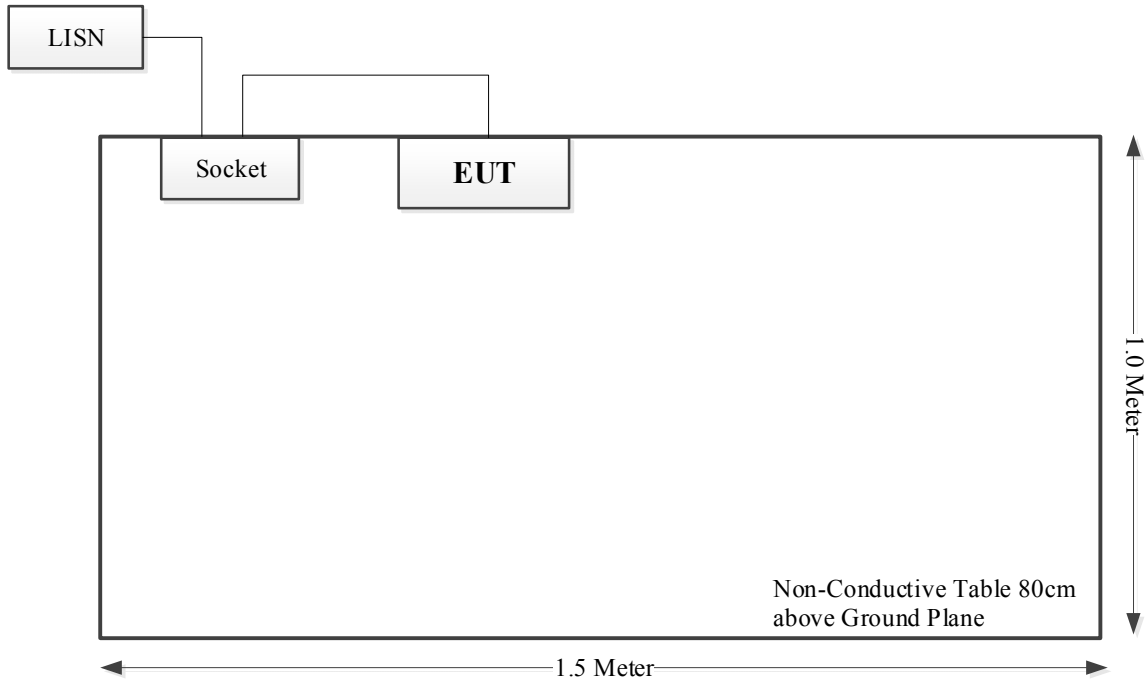 LISN
Socket
EUT
1.0 Meter
Non-Conductive Table 80cm
above Ground Plane
1.5 Meter